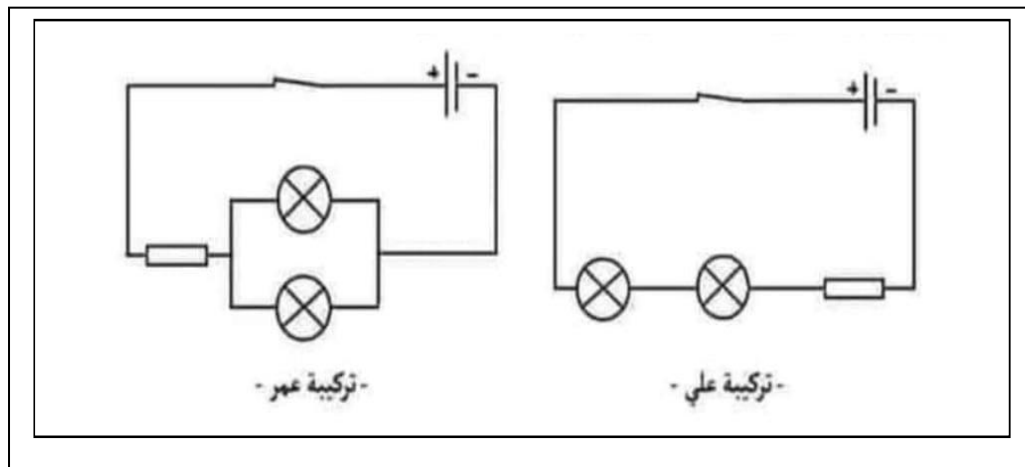 + -
+ -
- تركيبة عمر -
- تركيبة علي -